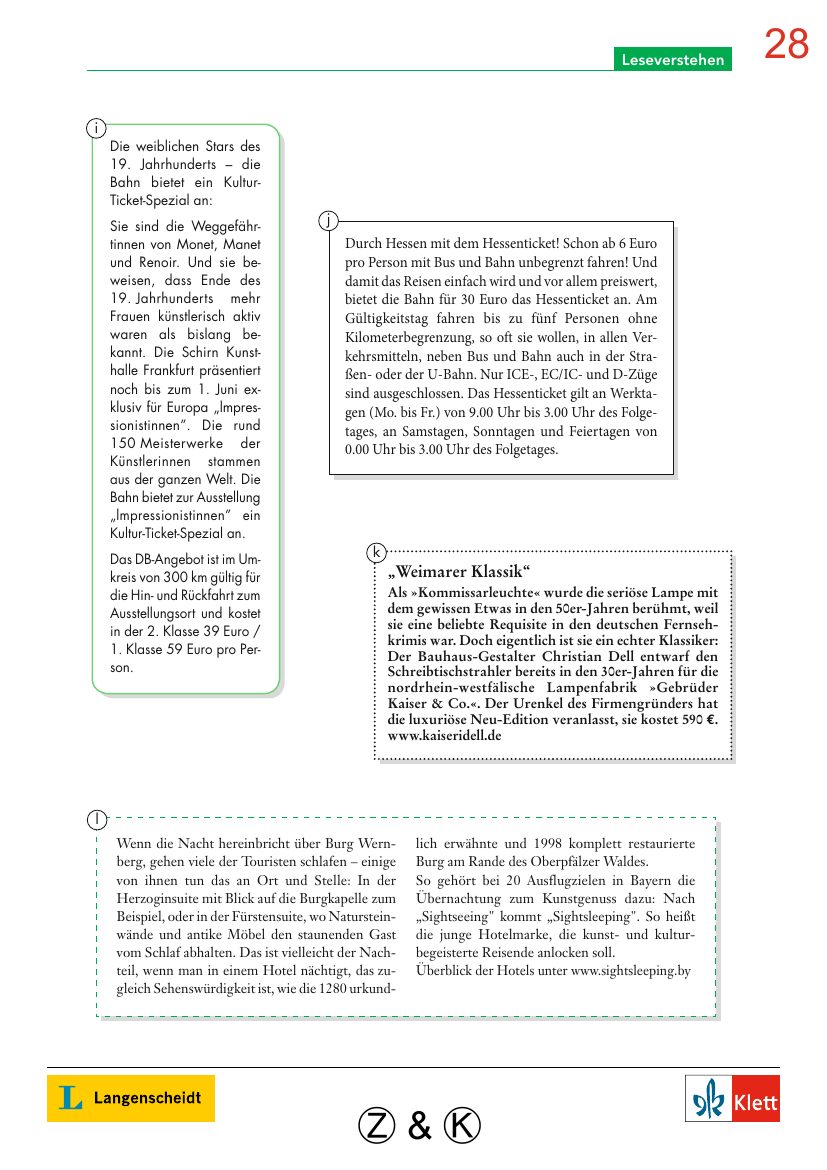 28
Leseverstehen
i
Die weiblichen Stars des
19. Jahrhunderts – die
Bahn bietet ein Kultur-
Ticket-Spezial an:
Sie sind die Weggefähr-
tinnen von Monet, Manet
und Renoir. Und sie be-
weisen, dass Ende des
19. Jahrhunderts mehr
Frauen künstlerisch aktiv
waren als bislang be-
kannt. Die Schirn Kunst-
halle Frankfurt präsentiert
noch bis zum 1. Juni ex-
klusiv für Europa „Impres-
sionistinnen“. Die rund
150 Meisterwerke der
Künstlerinnen stammen
aus der ganzen Welt. Die
Bahn bietet zur Ausstellung
„Impressionistinnen“ ein
Kultur-Ticket-Spezial an.
Das DB-Angebot ist im Um-
kreis von 300 km gültig für
die Hin- und Rückfahrt zum
Ausstellungsort und kostet
in der 2. Klasse 39 Euro /
1. Klasse 59 Euro pro Per-
son.
j
Durch Hessen mit dem Hessenticket! Schon ab 6 Euro
pro Person mit Bus und Bahn unbegrenzt fahren! Und
damit das Reisen einfach wird und vor allem preiswert,
bietet die Bahn für 30 Euro das Hessenticket an. Am
Gültigkeitstag fahren bis zu fünf Personen ohne
Kilometerbegrenzung, so oft sie wollen, in allen Ver-
kehrsmitteln, neben Bus und Bahn auch in der Stra-
ßen- oder der U-Bahn. Nur ICE-, EC/IC- und D-Züge
sind ausgeschlossen. Das Hessenticket gilt an Werkta-
gen (Mo. bis Fr.) von 9.00 Uhr bis 3.00 Uhr des Folge-
tages, an Samstagen, Sonntagen und Feiertagen von
0.00 Uhr bis 3.00 Uhr des Folgetages.
k
„Weimarer Klassik“
Als »Kommissarleuchte« wurde die seriöse Lampe mit
dem gewissen Etwas in den 50er-Jahren berühmt, weil
sie eine beliebte Requisite in den deutschen Fernseh-
krimis war. Doch eigentlich ist sie ein echter Klassiker:
Der Bauhaus-Gestalter Christian Dell entwarf den
Schreibtischstrahler bereits in den 30er-Jahren für die
nordrhein-westfälische Lampenfabrik »Gebrüder
Kaiser & Co.«. Der Urenkel des Firmengründers hat
die luxuriöse Neu-Edition veranlasst, sie kostet 590 €.
www.kaiseridell.de
l
Wenn die Nacht hereinbricht über Burg Wern-
berg, gehen viele der Touristen schlafen – einige
von ihnen tun das an Ort und Stelle: In der
Herzoginsuite mit Blick auf die Burgkapelle zum
Beispiel, oder in der Fürstensuite, wo Naturstein-
wände und antike Möbel den staunenden Gast
vom Schlaf abhalten. Das ist vielleicht der Nach-
teil, wenn man in einem Hotel nächtigt, das zu-
gleich Sehenswürdigkeit ist, wie die 1280 urkund-
lich erwähnte und 1998 komplett restaurierte
Burg am Rande des Oberpfälzer Waldes.
So gehört bei 20 Ausflugzielen in Bayern die
Übernachtung zum Kunstgenuss dazu: Nach
„Sightseeing" kommt „Sightsleeping". So heißt
die junge Hotelmarke, die kunst- und kultur-
begeisterte Reisende anlocken soll.
Überblick der Hotels unter www.sightsleeping.by
L Langenscheidt
Z & K
Klett